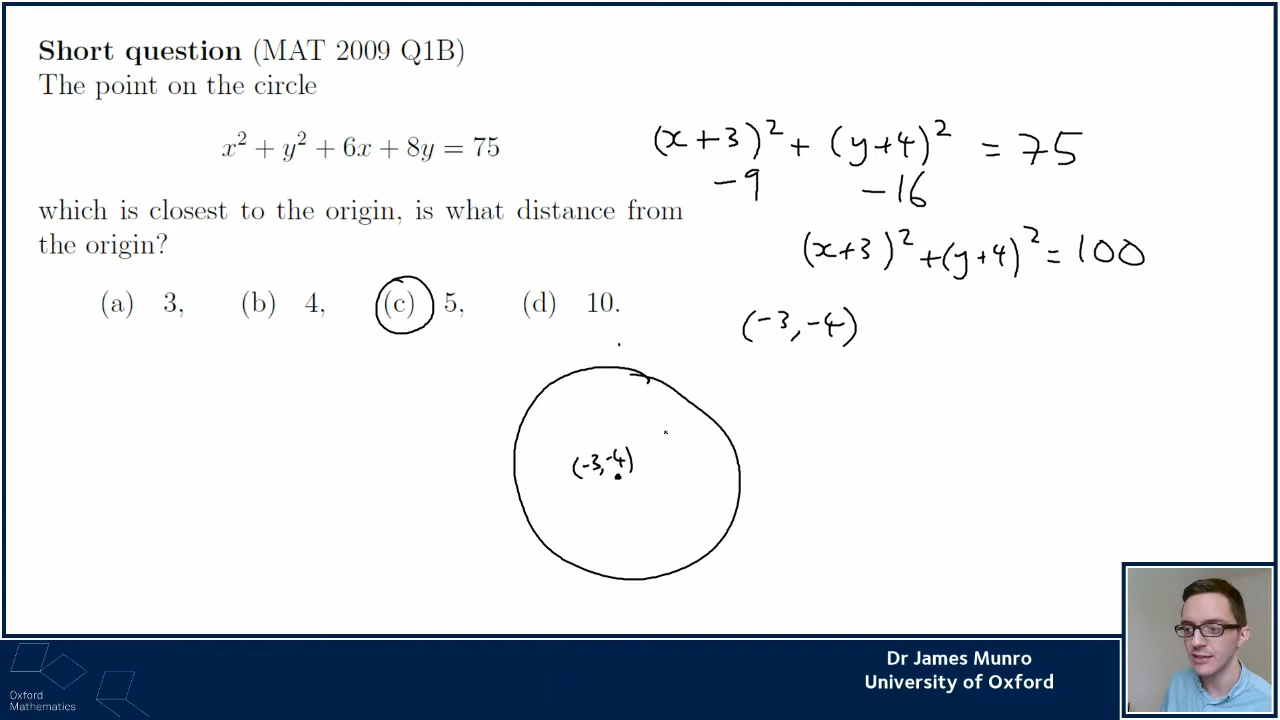 Short question (MAT 2009 Q1B)
The point on the circle
x² + y² + 6x + 8y = 75
which is closest to the origin, is what distance from
the origin?
(a) 3, (b) 4, (c) 5, (d) 10.
(x+3)² + (y+4)² = 75
-9 -16
(x+3)² + (y+4)² = 100
(-3, -4)
(-3,-4)
Oxford
Mathematics
Dr James Munro
University of Oxford